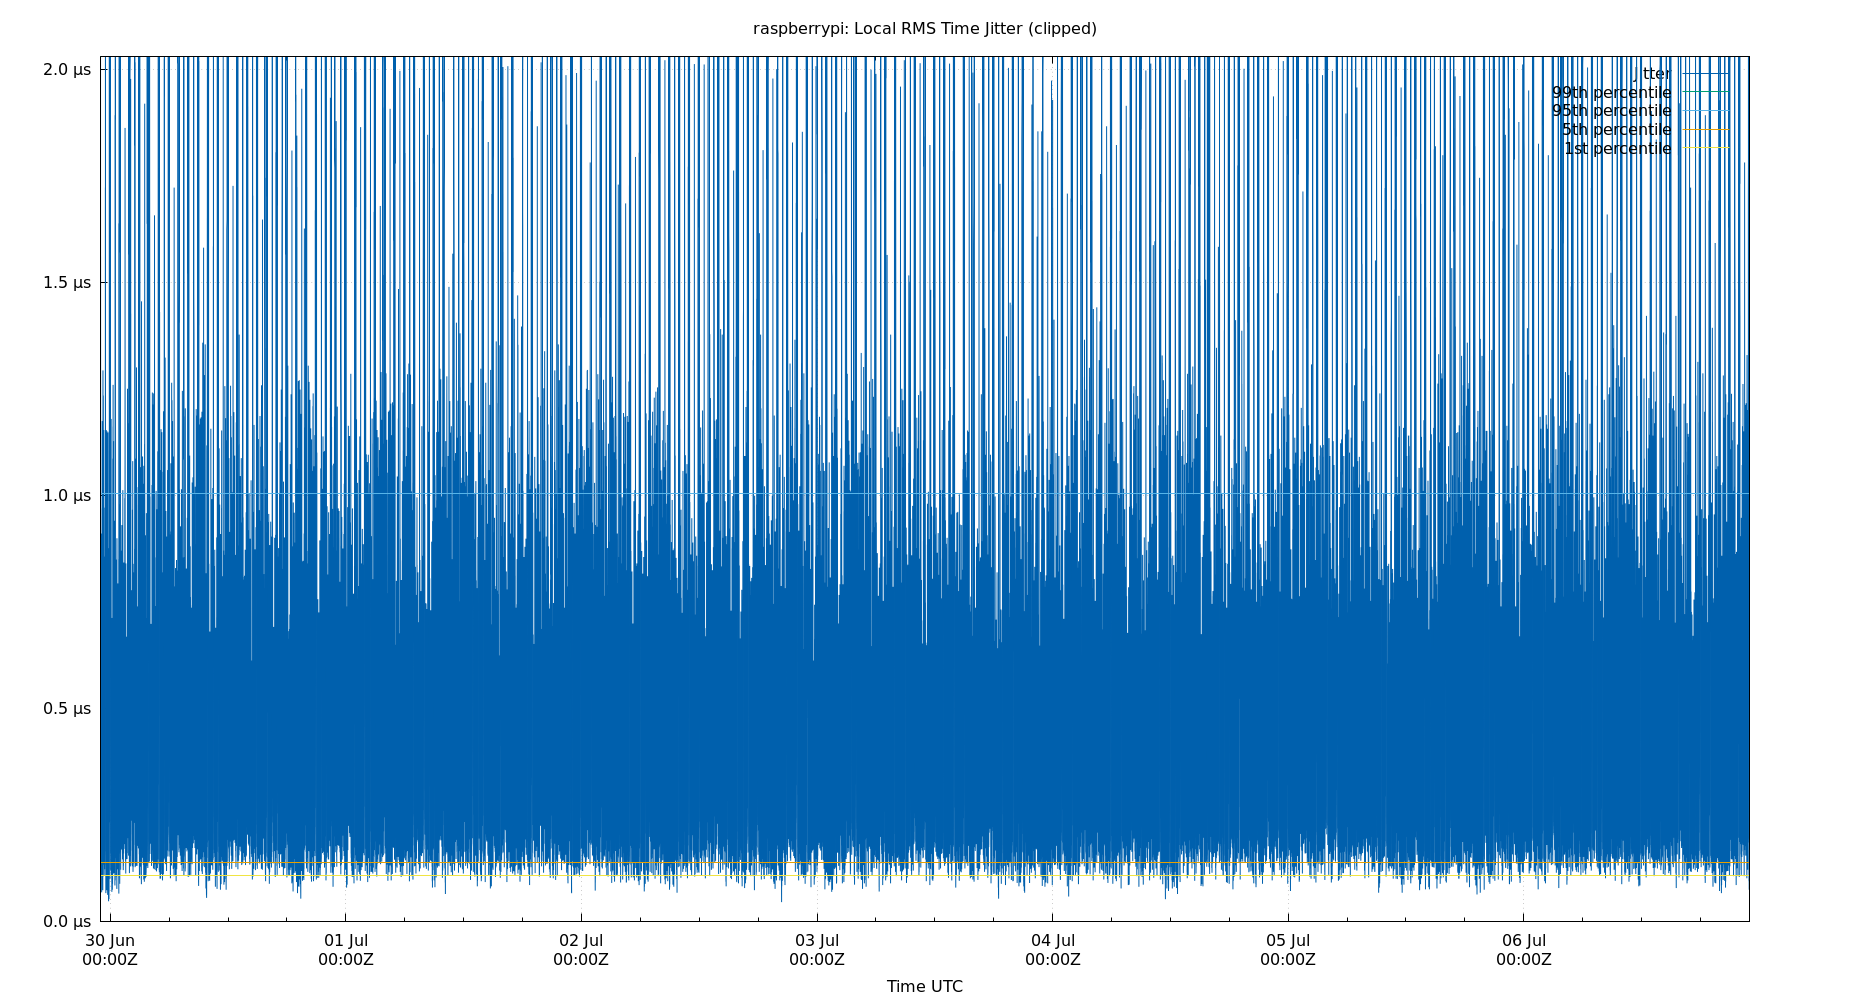 raspberrypi: Local RMS Time Jitter (clipped)
2.0 μs
1.5 μs
1.0 μs
0.5 μs
0.0 μs
Jitter
99th percentile
95th percentile
5th percentile
1st percentile
30 Jun 01 Jul 02 Jul 03 Jul 04 Jul 05 Jul 06 Jul
00:00Z 00:00Z 00:00Z 00:00Z 00:00Z 00:00Z 00:00Z
Time UTC